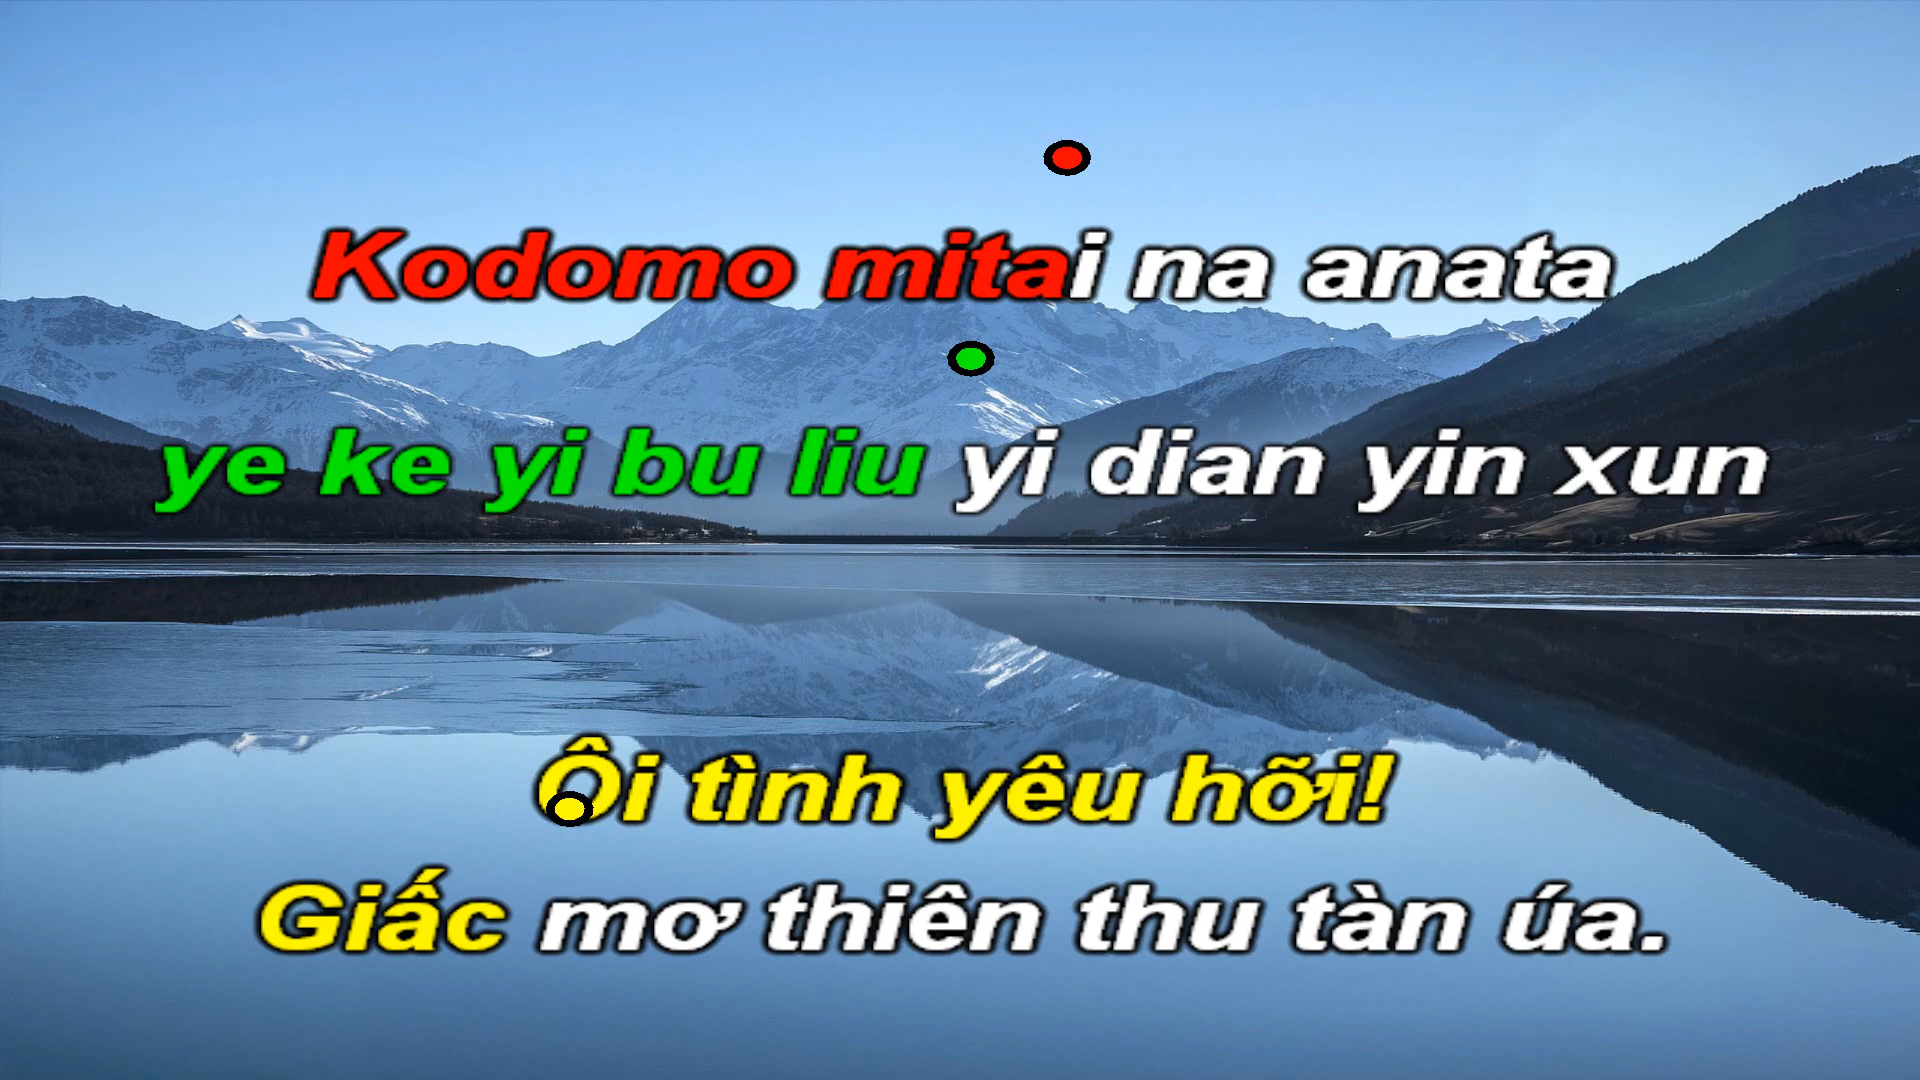 Kodomo mitai na anata
ye ke yi bu liu yi dian yin xun
Ôi tình yêu hỡi!
Giấc mơ thiên thu tàn úa.